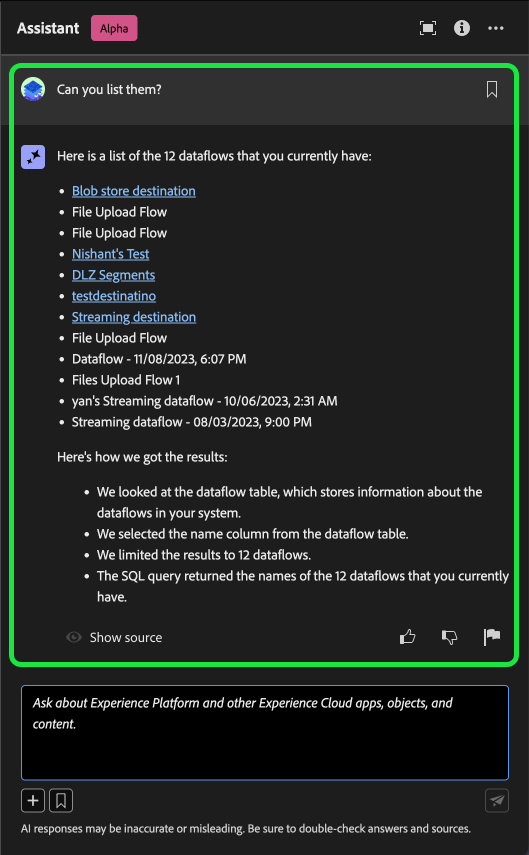 Assistant Alpha
Can you list them?
Here is a list of the 12 dataflows that you currently have:
• Blob store destination
• File Upload Flow
• File Upload Flow
• Nishant's Test
• DLZ Segments
• testdestinatino
• Streaming destination
• File Upload Flow
• Dataflow - 11/08/2023, 6:07 PM
• Files Upload Flow 1
• yan's Streaming dataflow - 10/06/2023, 2:31 AM
• Streaming dataflow - 08/03/2023, 9:00 PM
Here's how we got the results:
• We looked at the dataflow table, which stores information about the
dataflows in your system.
• We selected the name column from the dataflow table.
• We limited the results to 12 dataflows.
• The SQL query returned the names of the 12 dataflows that you currently
have.
Show source
Ask about Experience Platform and other Experience Cloud apps, objects, and
content.
AI responses may be inaccurate or misleading. Be sure to double-check answers and sources.